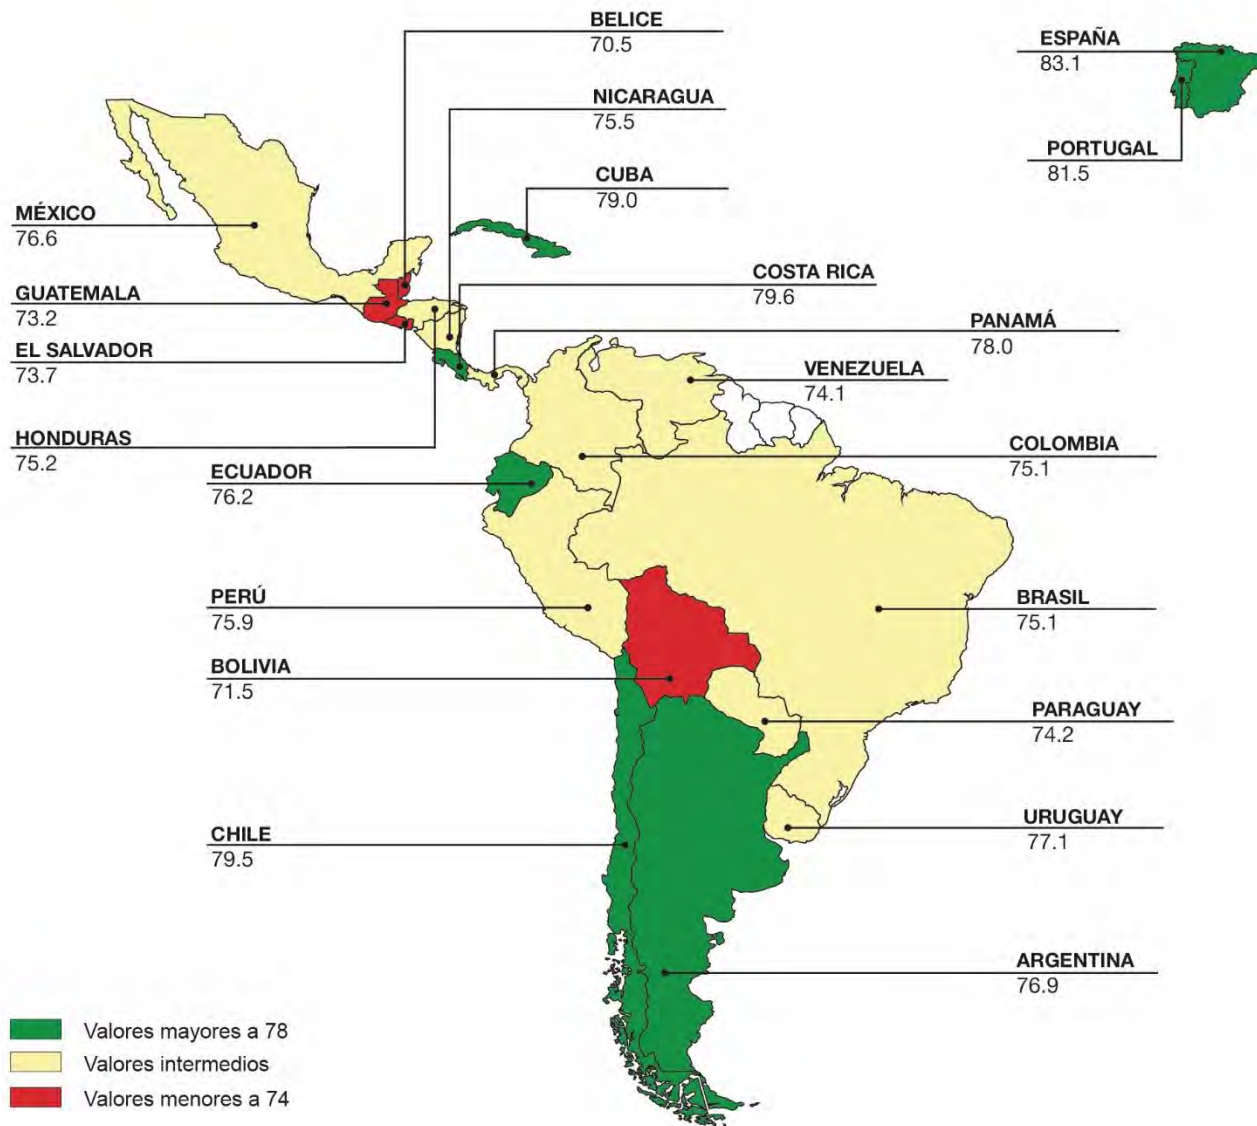 BELICE
70.5
ESPAÑA
83.1
NICARAGUA
75.5
PORTUGAL
81.5
CUBA
79.0
MÉXICO
76.6
COSTA RICA
79.6
GUATEMALA
73.2
PANAMÁ
78.0
EL SALVADOR
73.7
VENEZUELA
74.1
HONDURAS
75.2
COLOMBIA
75.1
ECUADOR
76.2
PERÚ
75.9
BRASIL
75.1
BOLIVIA
71.5
PARAGUAY
74.2
URUGUAY
77.1
CHILE
79.5
ARGENTINA
76.9
Valores mayores a 78
Valores intermedios
Valores menores a 74